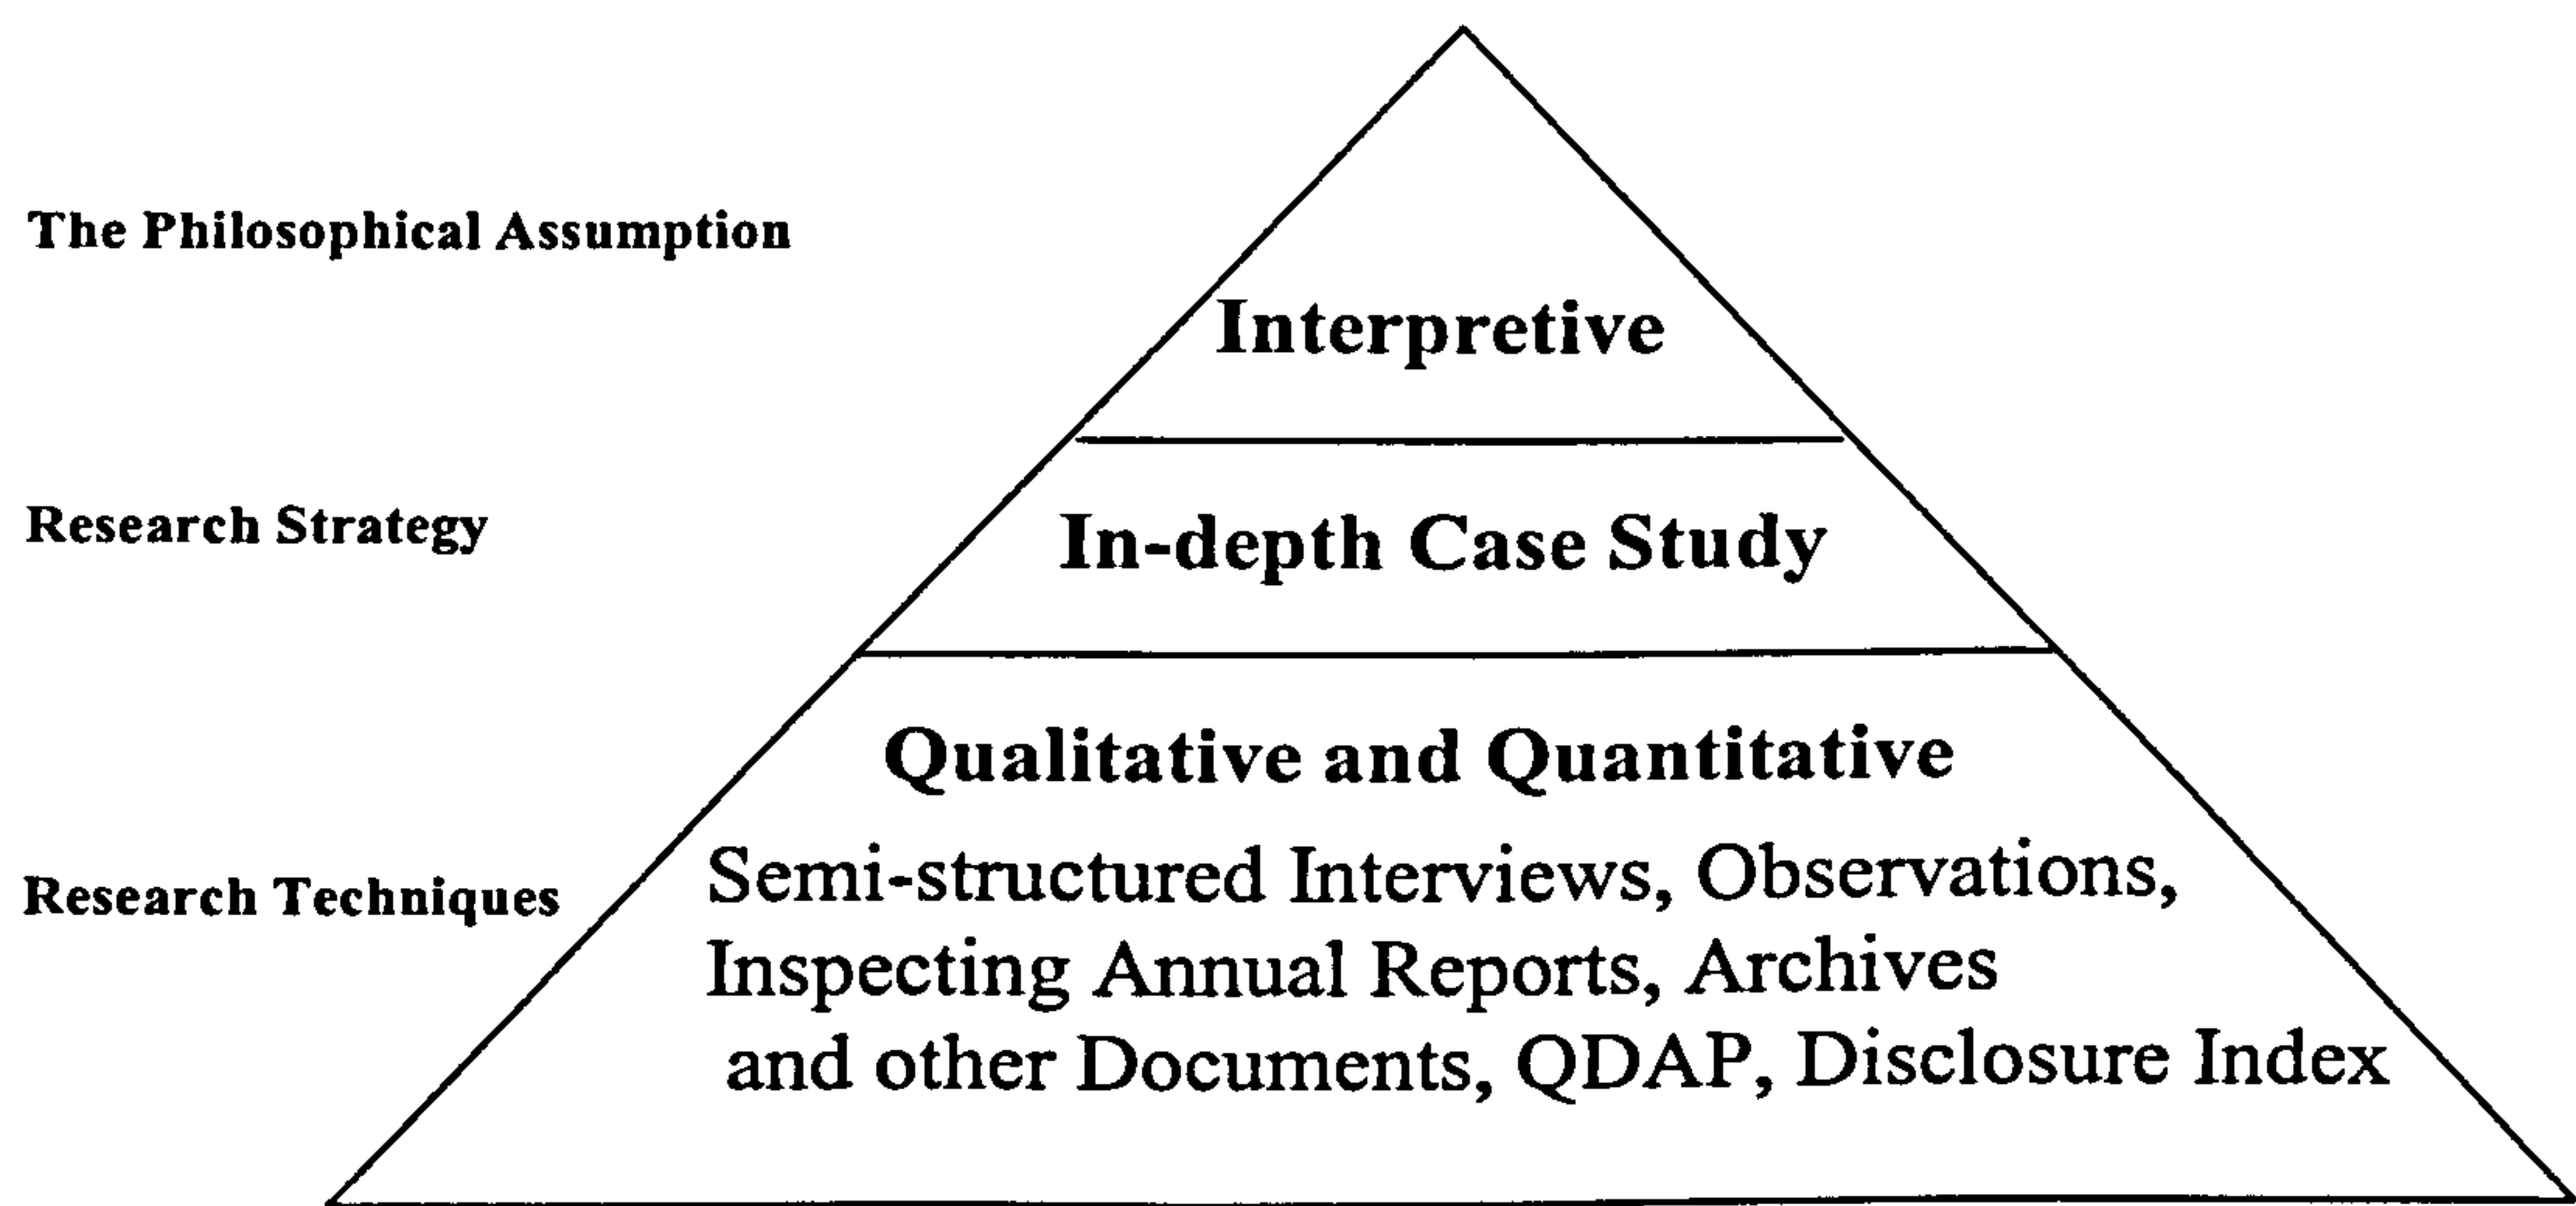 The Philosophical Assumption
Interpretive
Research Strategy
In-depth Case Study
Qualitative and Quantitative
Research Techniques
Semi-structured Interviews, Observations,
Inspecting Annual Reports, Archives
and other Documents, QDAP, Disclosure Index